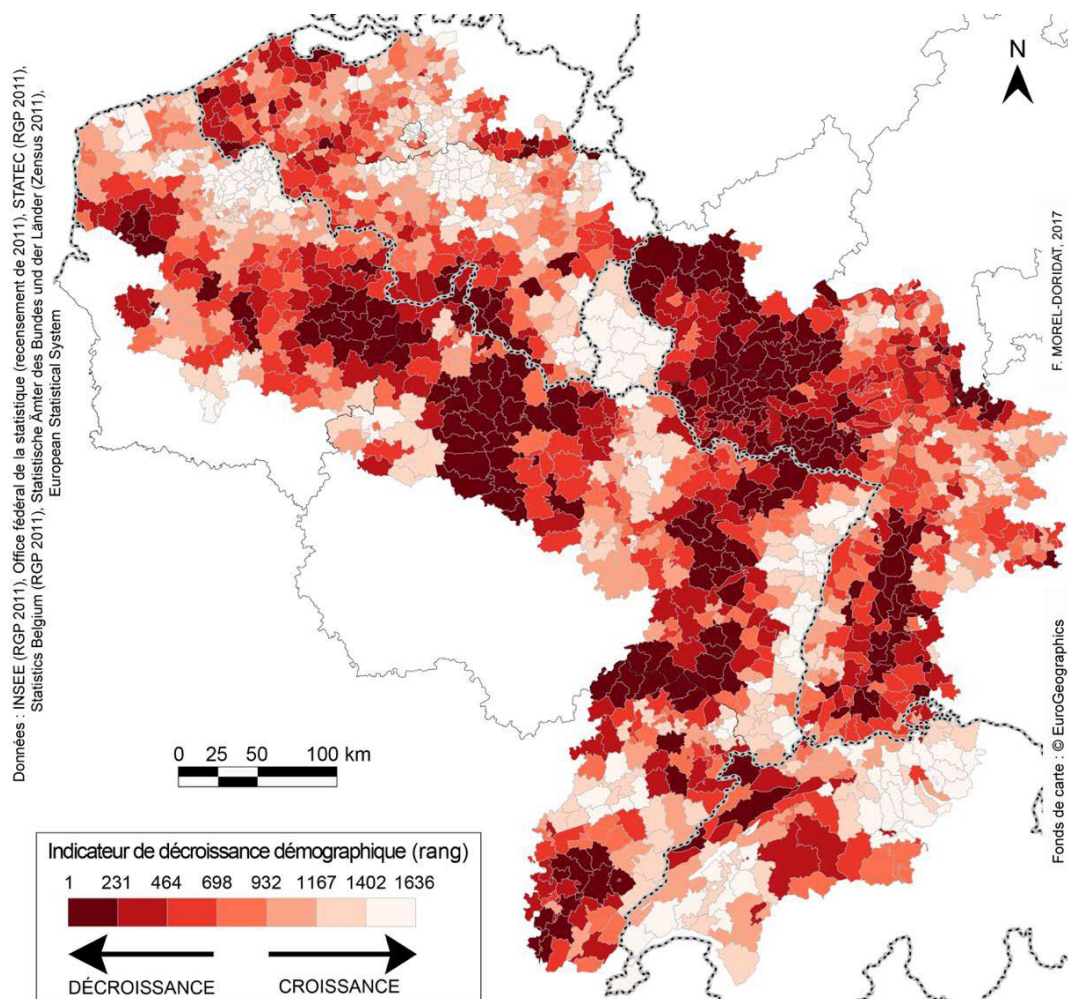 Données : INSEE (RGP 2011), Office fédéral de la statistique (recensement de 2011), STATEC (RGP 2011),
Statistics Belgium (RGP 2011), Statistische Ämter des Bundes und der Länder (Zensus 2011),
European Statistical System
N
F. MOREL-DORIDAT, 2017
Fonds de carte : © EuroGeographics
0 25 50 100 km
Indicateur de décroissance démographique (rang)
1 231 464 698 932 1167 1402 1636
DÉCROISSANCE CROISSANCE